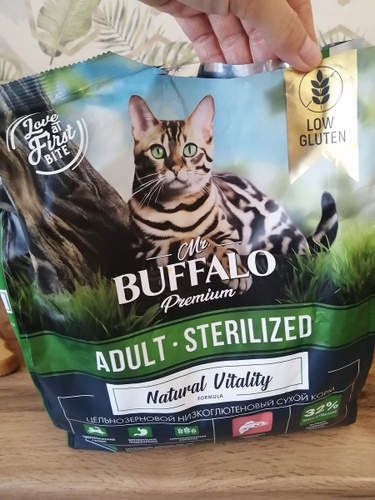 Love
at
First
BITE
LOW
GLUTEN
Mr
BUFFALO
Premium
ADULT · STERILIZED
Natural Vitality
FORMULA
ЦЕЛЬНОЗЕРНОВОЙ НИЗКОГЛЮТЕНОВЫЙ СУХОЙ КОРМ
32%